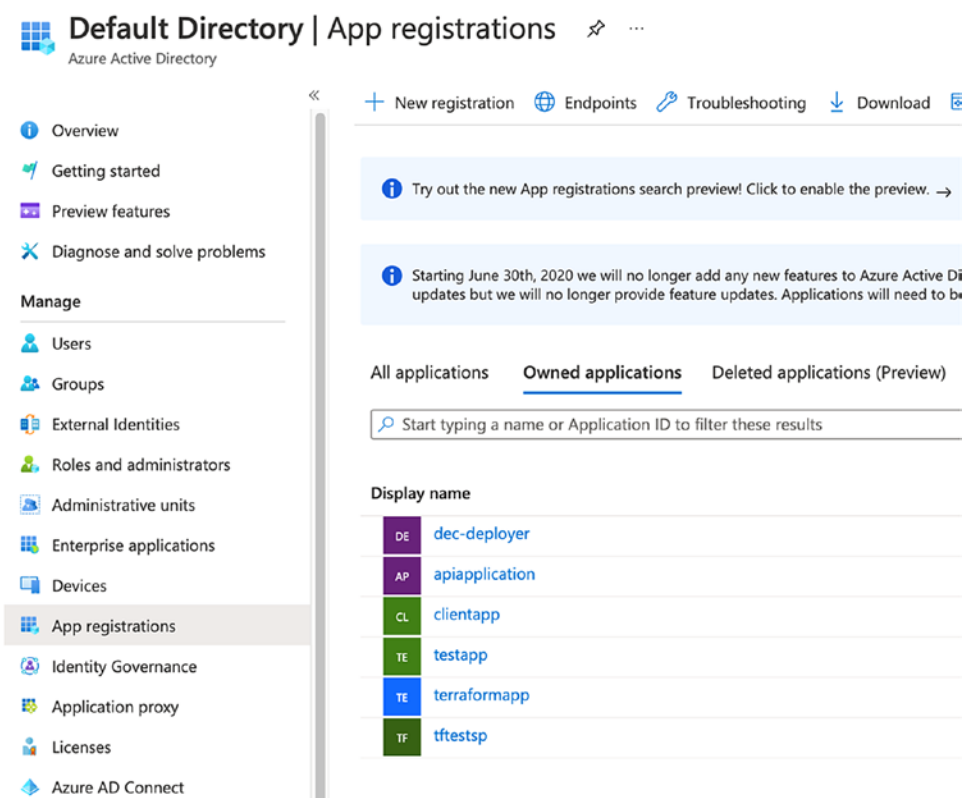 Default Directory | App registrations
Azure Active Directory
Overview
Getting started
Preview features
Diagnose and solve problems
Manage
Users
Groups
External Identities
Roles and administrators
Administrative units
Enterprise applications
Devices
App registrations
Identity Governance
Application proxy
Licenses
Azure AD Connect
New registration Endpoints Troubleshooting Download
Try out the new App registrations search preview! Click to enable the preview. →
Starting June 30th, 2020 we will no longer add any new features to Azure Active
updates but we will no longer provide feature updates. Applications will need to
All applications Owned applications Deleted applications (Preview)
Start typing a name or Application ID to filter these results
Display name
DE dec-deployer
AP apiapplication
CL clientapp
TE testapp
TE terraformapp
TF tftestsp